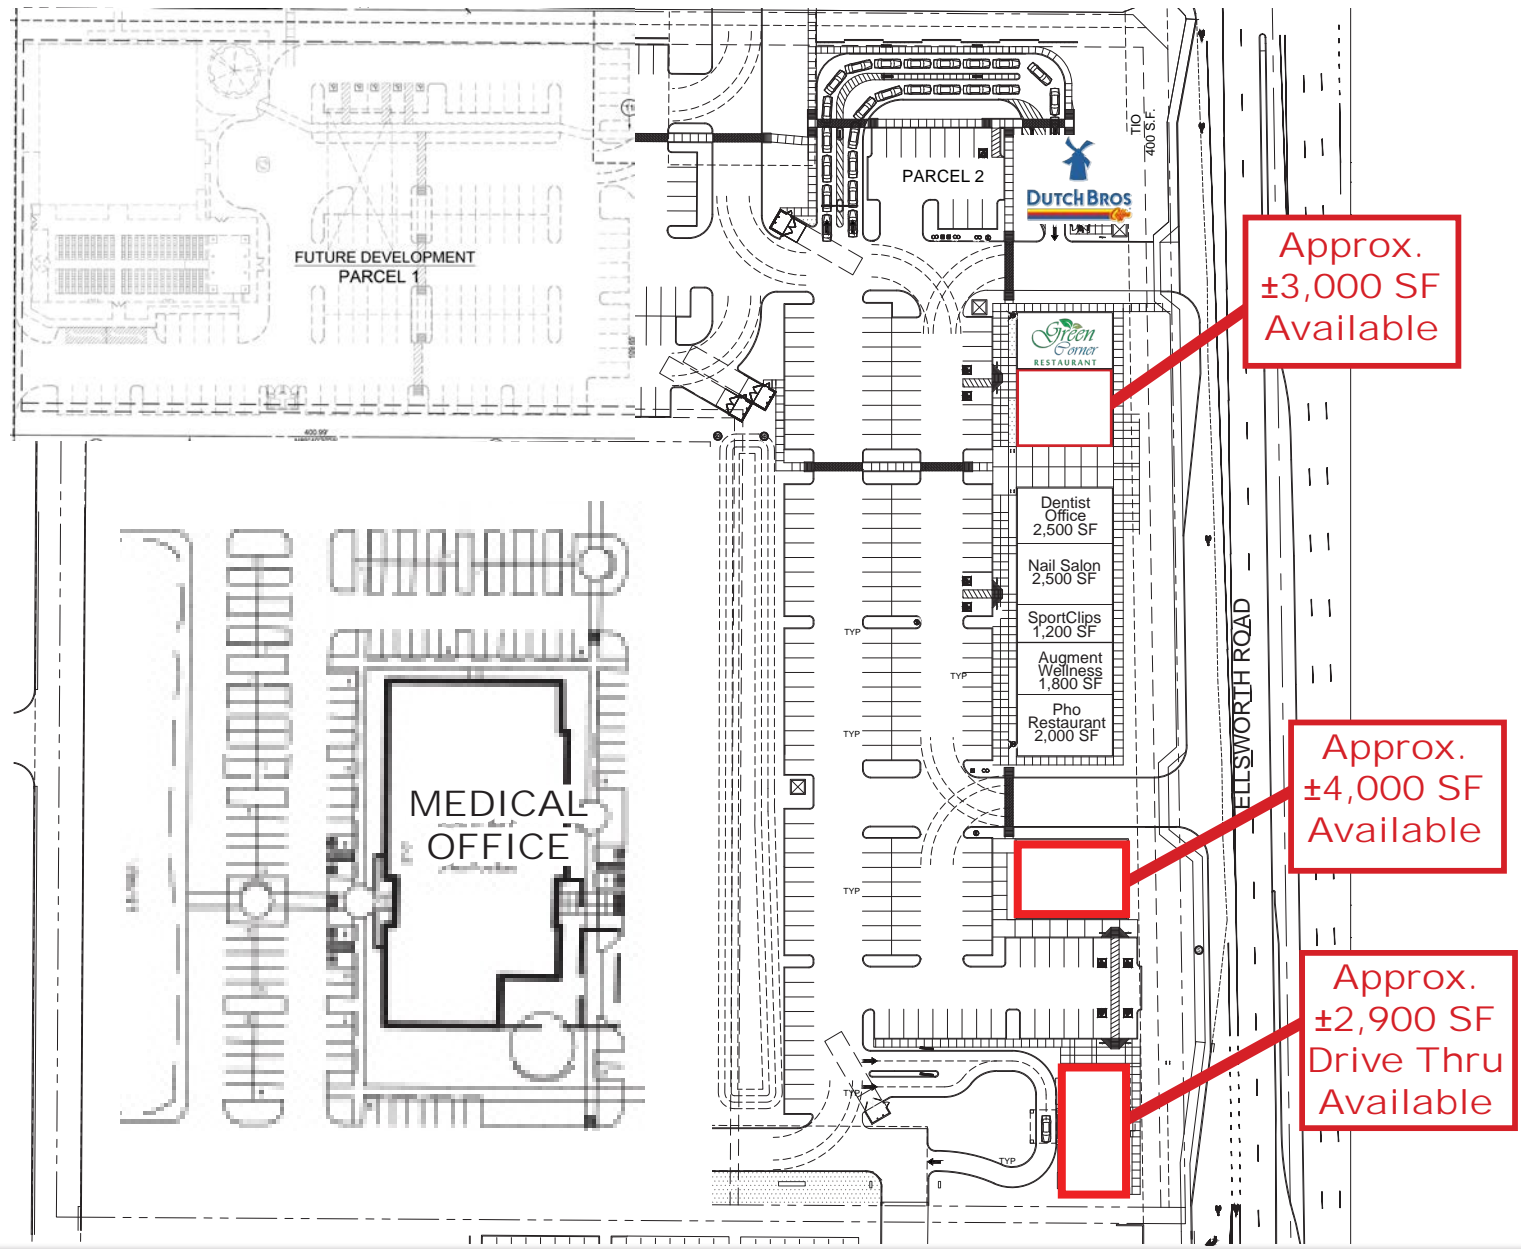 TIO
400 S.F.
11
PARCEL 2
DUTCH BROS
Approx.
±3,000 SF
Available
FUTURE DEVELOPMENT
PARCEL 1
Green
Corner
RESTAURANT
400.99'
Dentist
Office
2,500 SF
Nail Salon
2,500 SF
SportClips
1,200 SF
Augment
Wellness
1,800 SF
Pho
Restaurant
2,000 SF
TYP
TYP
TYP
TYP
TYP
TYP
ELLSWORTH ROAD
Approx.
±4,000 SF
Available
MEDICAL
OFFICE
Approx.
±2,900 SF
Drive Thru
Available